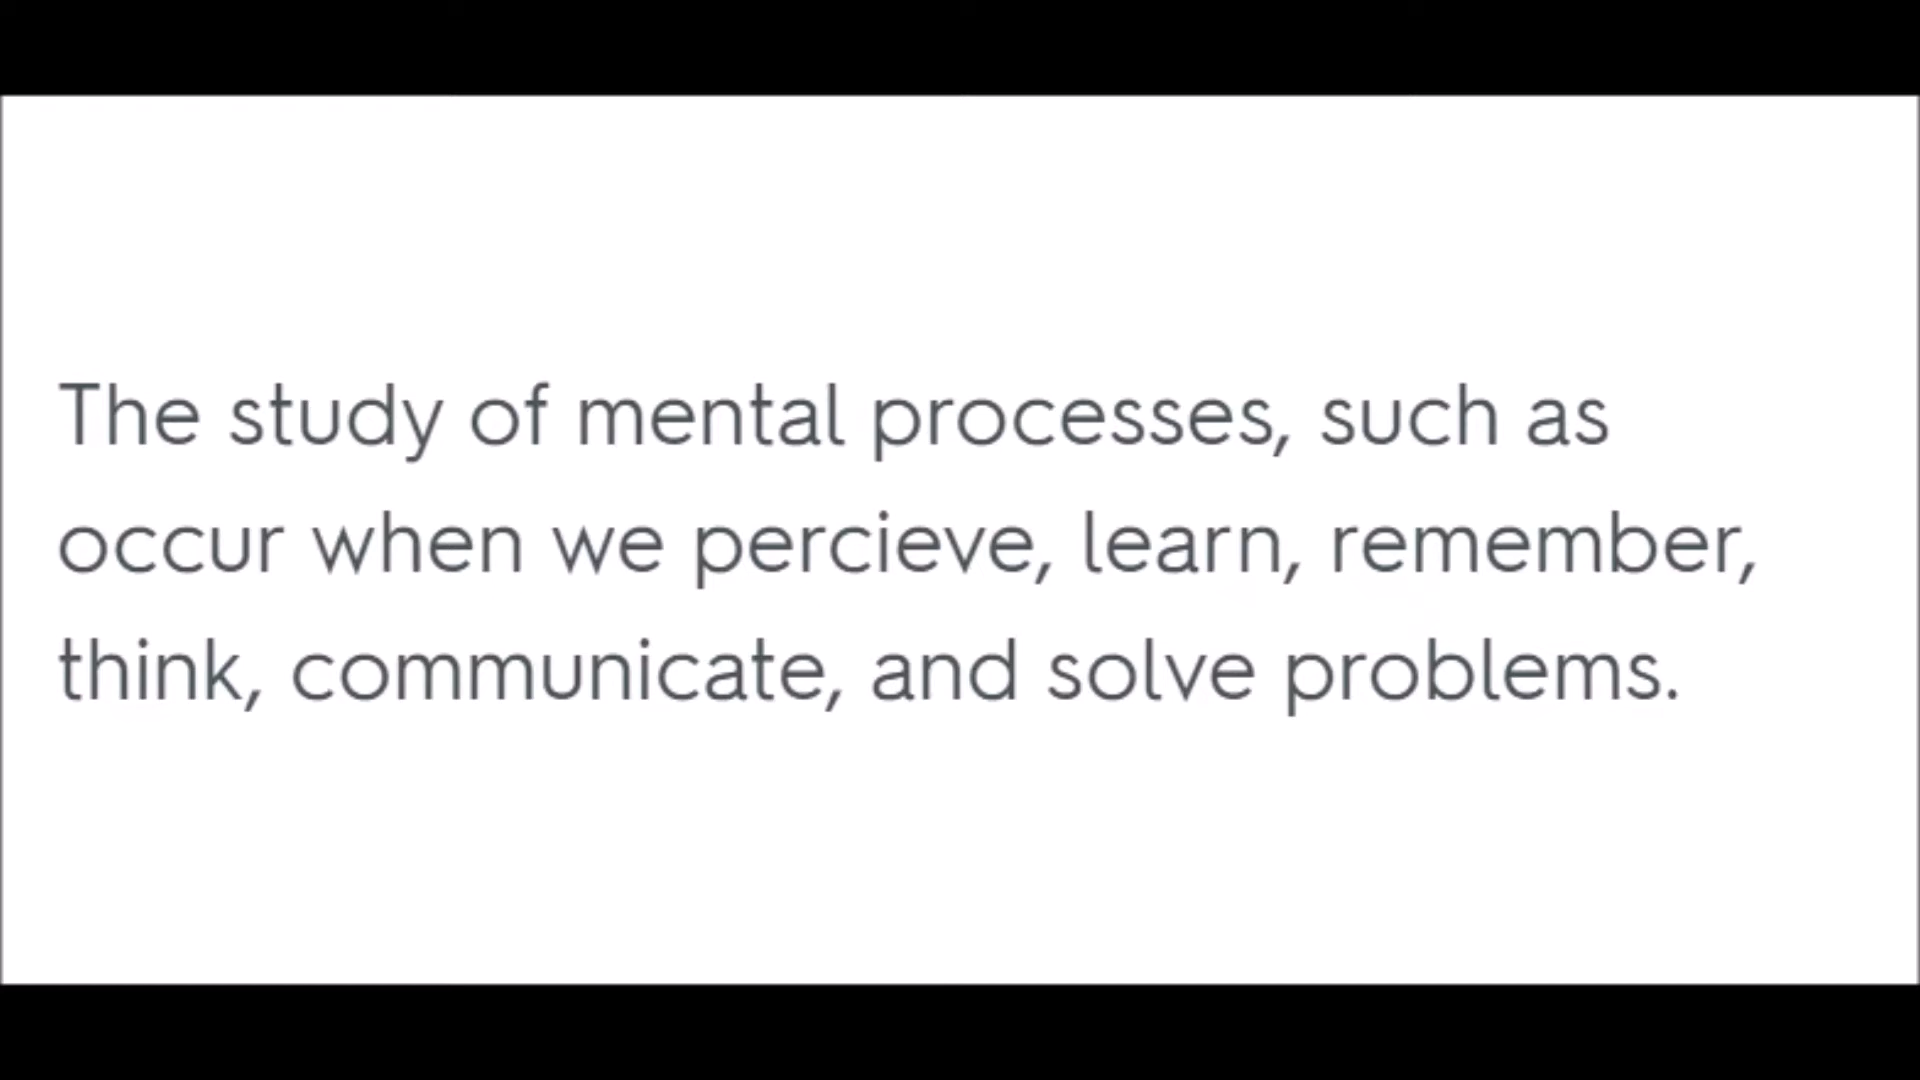 The study of mental processes, such as
occur when we percieve, learn, remember,
think, communicate, and solve problems.